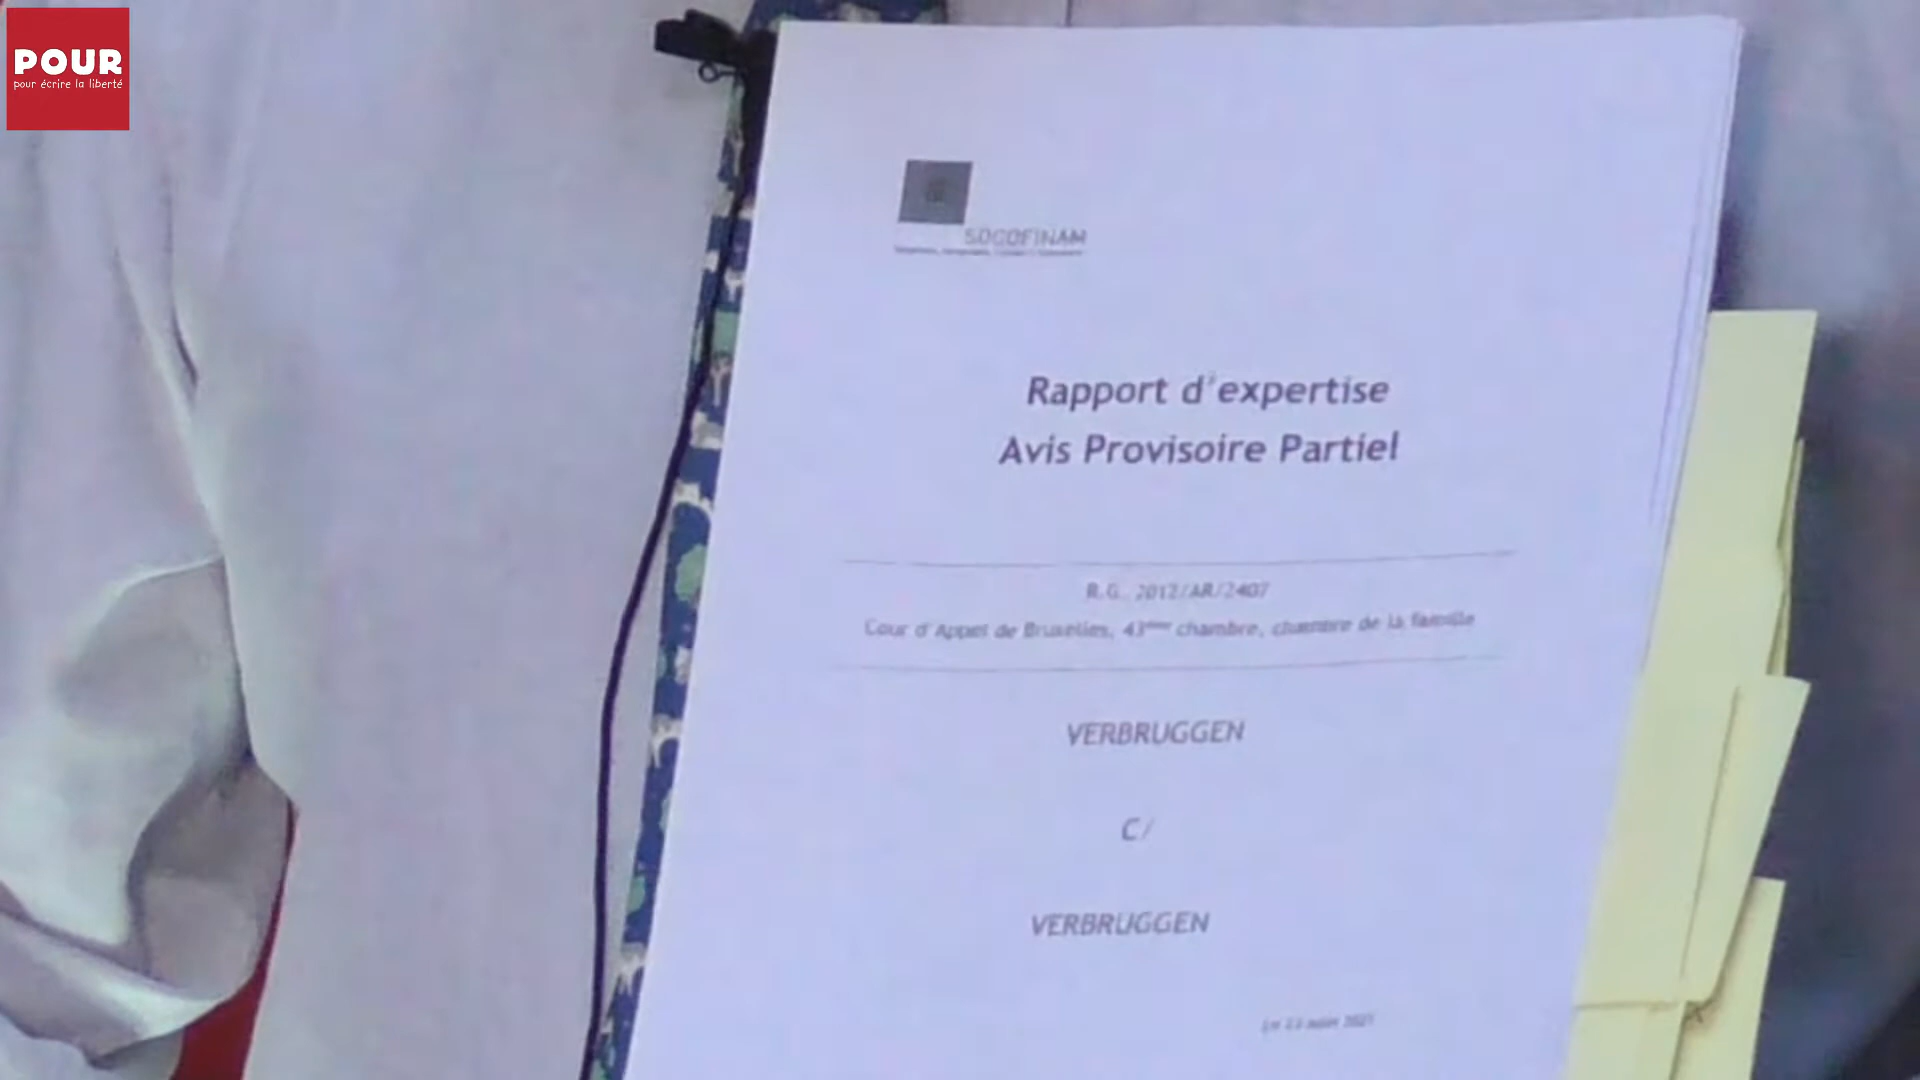 POUR
pour écrire la liberté
SOCOFINAM
Rapport d'expertise
Avis Provisoire Partiel
R.G. 2012/AR/2407
Cour d'Appel de Bruxelles, 43ème chambre, chambre de la famille
VERBRUGGEN
C/
VERBRUGGEN